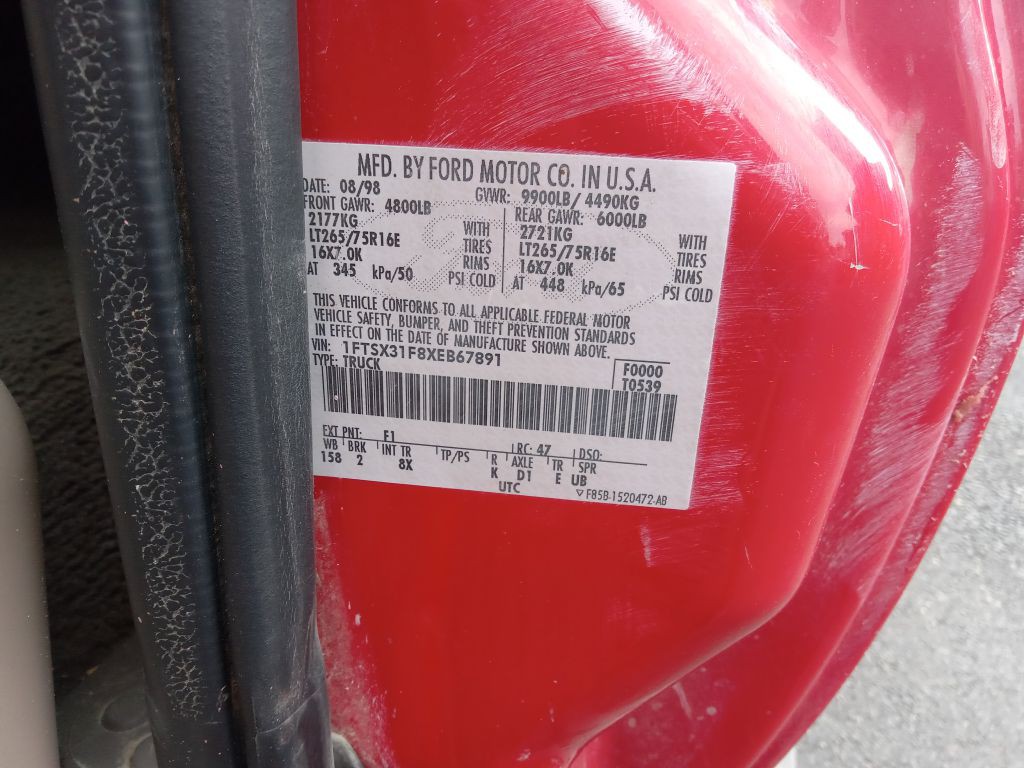 MFD. BY FORD MOTOR CO. IN U.S.A.
DATE: 08/98 GVWR: 9900LB/ 4490KG
FRONT GAWR: 4800LB REAR GAWR: 6000LB
2177KG WITH 2721KG WITH
LT265/75R16E TIRES LT265/75R16E TIRES
16X7.0K RIMS 16X7.0K RIMS
AT 345 kPa/50 PSI COLD AT 448 kPa/65 PSI COLD
THIS VEHICLE CONFORMS TO ALL APPLICABLE FEDERAL MOTOR
VEHICLE SAFETY, BUMPER, AND THEFT PREVENTION STANDARDS
IN EFFECT ON THE DATE OF MANUFACTURE SHOWN ABOVE.
VIN: 1FTSX31F8XEB67891 F0000
TYPE: TRUCK T0539
EXT PNT: F1 RC: 47 DSO:
WB BRK INT TR TP/PS R AXLE TR SPR
158 2 8X K D1 E UB
UTC ▽ F85B-1520472-AB